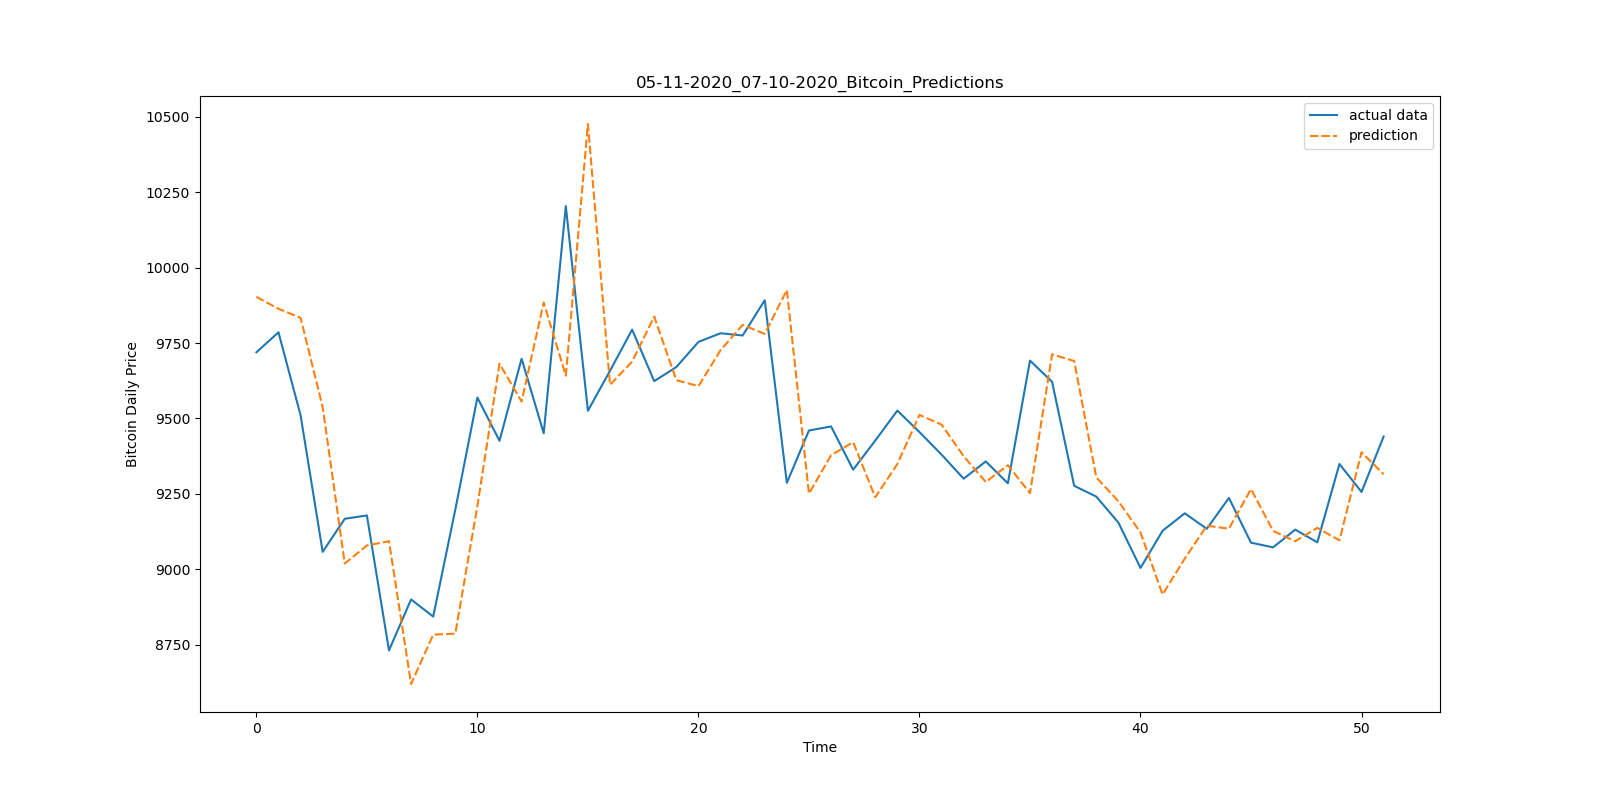 05-11-2020_07-10-2020_Bitcoin_Predictions
actual data
prediction
Bitcoin Daily Price
10500
10250
10000
9750
9500
9250
9000
8750
0 10 20 30 40 50
Time